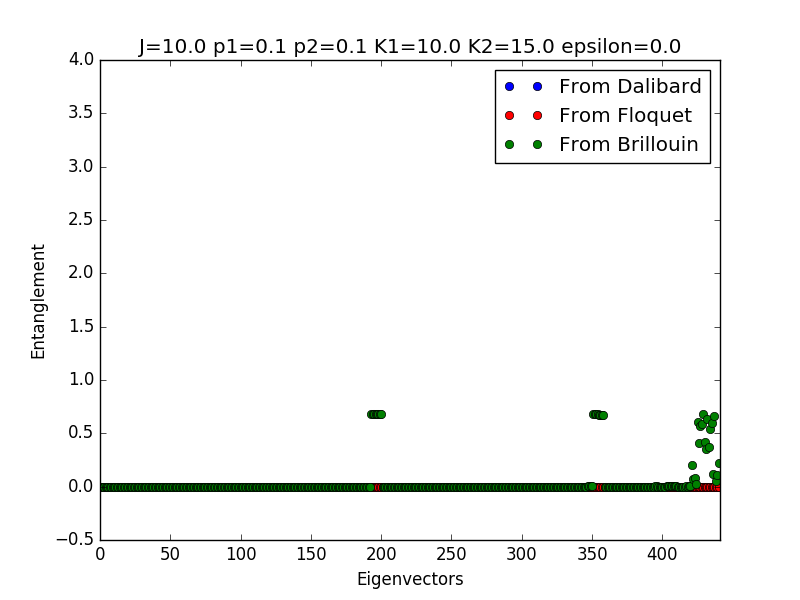 J=10.0 p1=0.1 p2=0.1 K1=10.0 K2=15.0 epsilon=0.0
From Dalibard
From Floquet
From Brillouin
4.0
3.5
3.0
2.5
2.0
1.5
1.0
0.5
0.0
−0.5
Entanglement
0 50 100 150 200 250 300 350 400
Eigenvectors